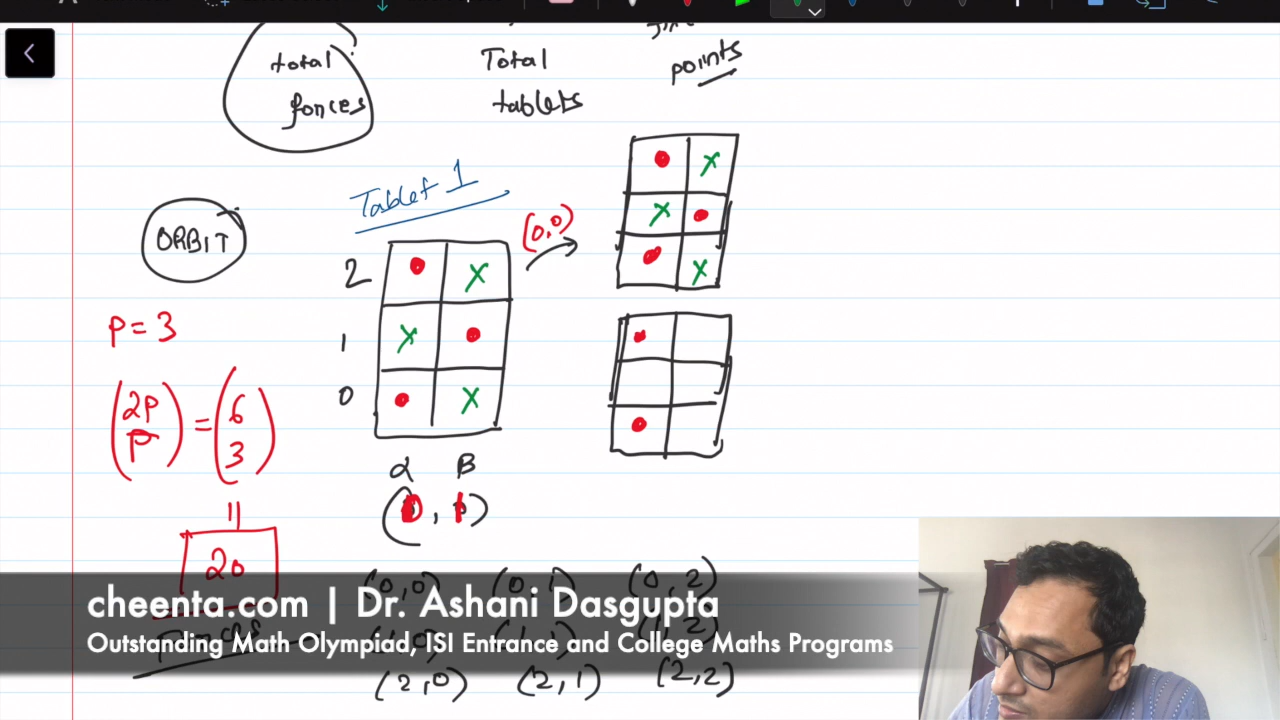 total
forces
Total
tablets
points
Tablet 1
(0,0)
ORBIT
2
1
0
P = 3
(2P P) = (6 3)
20
α β
(0,0) (0,1) (0,2)
(2,0) (2,1) (2,2)
cheenta.com | Dr. Ashani Dasgupta
Outstanding Math Olympiad, ISI Entrance and College Maths Programs